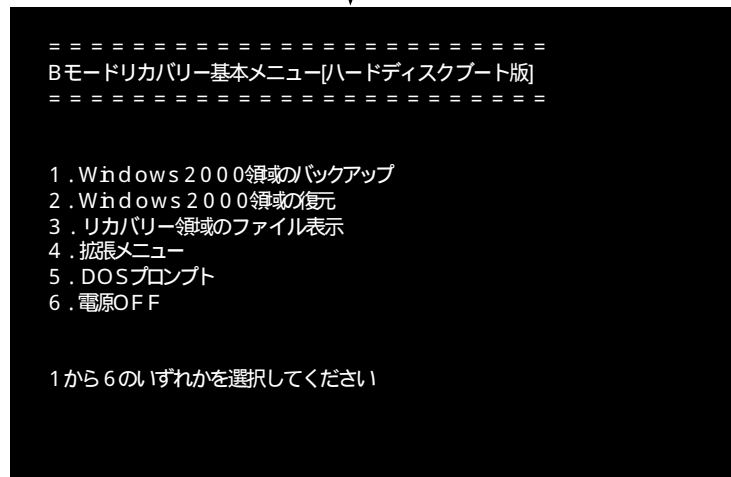 = = = = = = = = = = = = = = = = = = = = = = = =
Bモードリカバリー基本メニュー[ハードディスクブート版]
= = = = = = = = = = = = = = = = = = = = = = = =
1.Windows2000領域のバックアップ
2.Windows2000領域の復元
3.リカバリー領域のファイル表示
4.拡張メニュー
5.DOSプロンプト
6.電源OFF
1から6のいずれかを選択してください